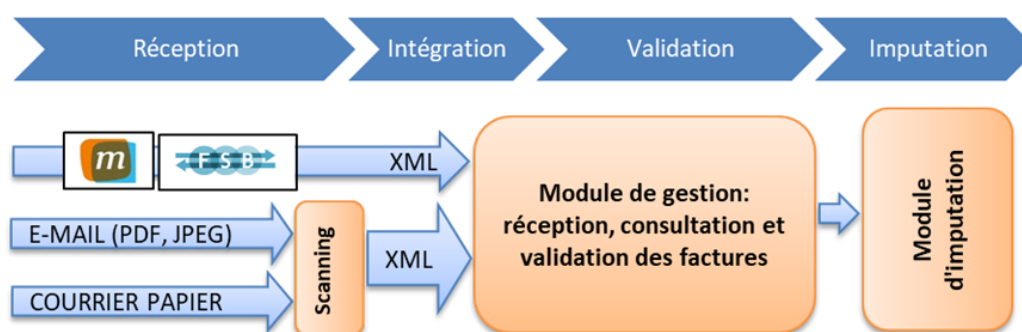 Réception
Intégration
Validation
Imputation
m
F S B
XML
E-MAIL (PDF, JPEG)
COURRIER PAPIER
Scanning
XML
Module de gestion:
réception, consultation et
validation des factures
Module
d'imputation